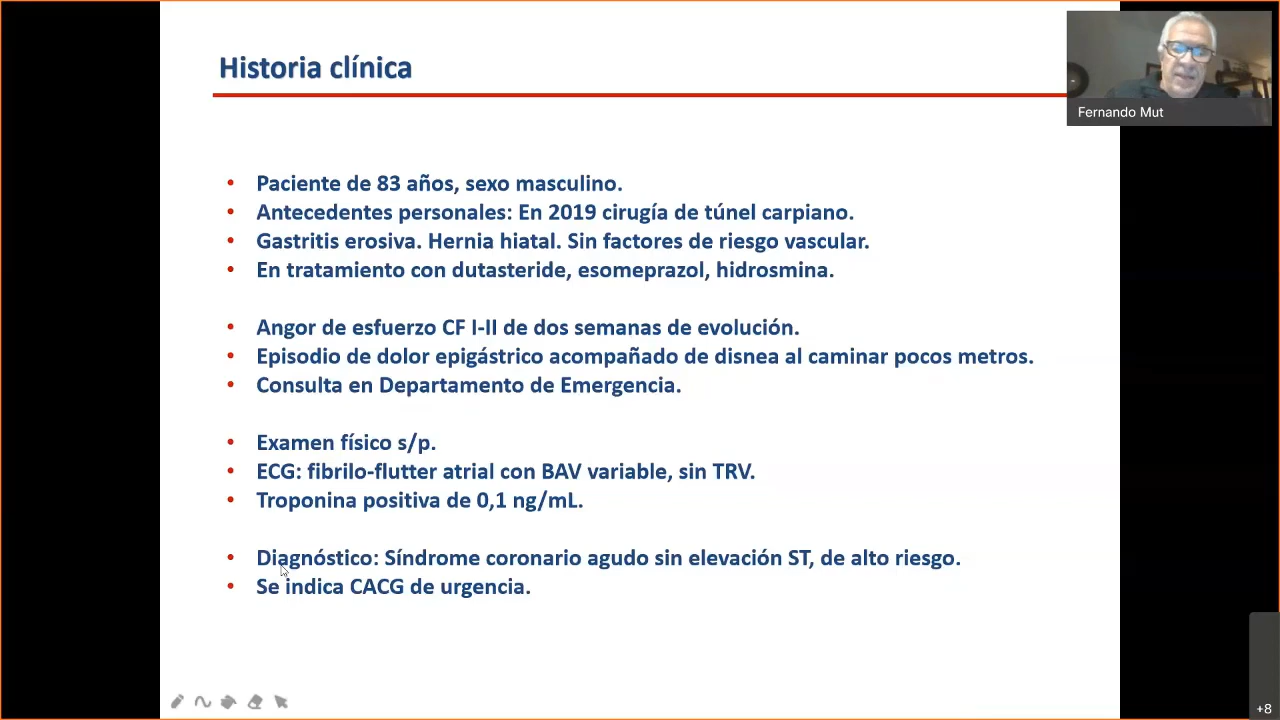 Historia clínica
Fernando Mut
• Paciente de 83 años, sexo masculino.
• Antecedentes personales: En 2019 cirugía de túnel carpiano.
• Gastritis erosiva. Hernia hiatal. Sin factores de riesgo vascular.
• En tratamiento con dutasteride, esomeprazol, hidrosmina.
• Angor de esfuerzo CF I-II de dos semanas de evolución.
• Episodio de dolor epigástrico acompañado de disnea al caminar pocos metros.
• Consulta en Departamento de Emergencia.
• Examen físico s/p.
• ECG: fibrilo-flutter atrial con BAV variable, sin TRV.
• Troponina positiva de 0,1 ng/mL.
• Diagnóstico: Síndrome coronario agudo sin elevación ST, de alto riesgo.
• Se indica CACG de urgencia.
+8